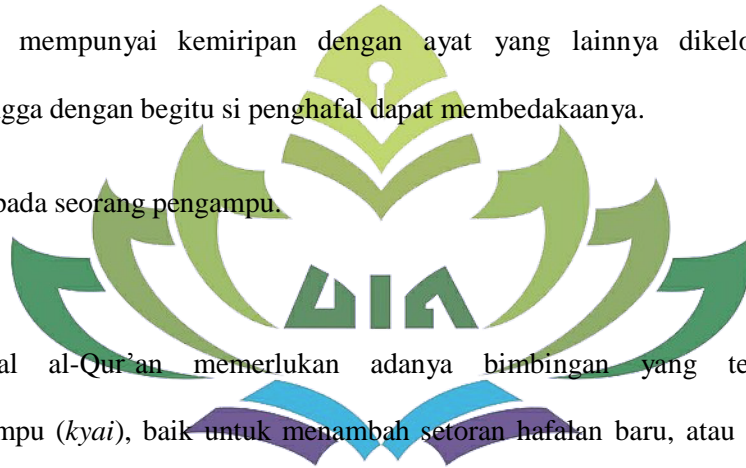 mempunyai kemiripan dengan ayat yang lainnya dikelo
ngga dengan begitu si penghafal dapat membedakaanya.
pada seorang pengampu.
UIN
al al-Qur’an memerlukan adanya bimbingan yang te
mpu (kyai), baik untuk menambah setoran hafalan baru, atau